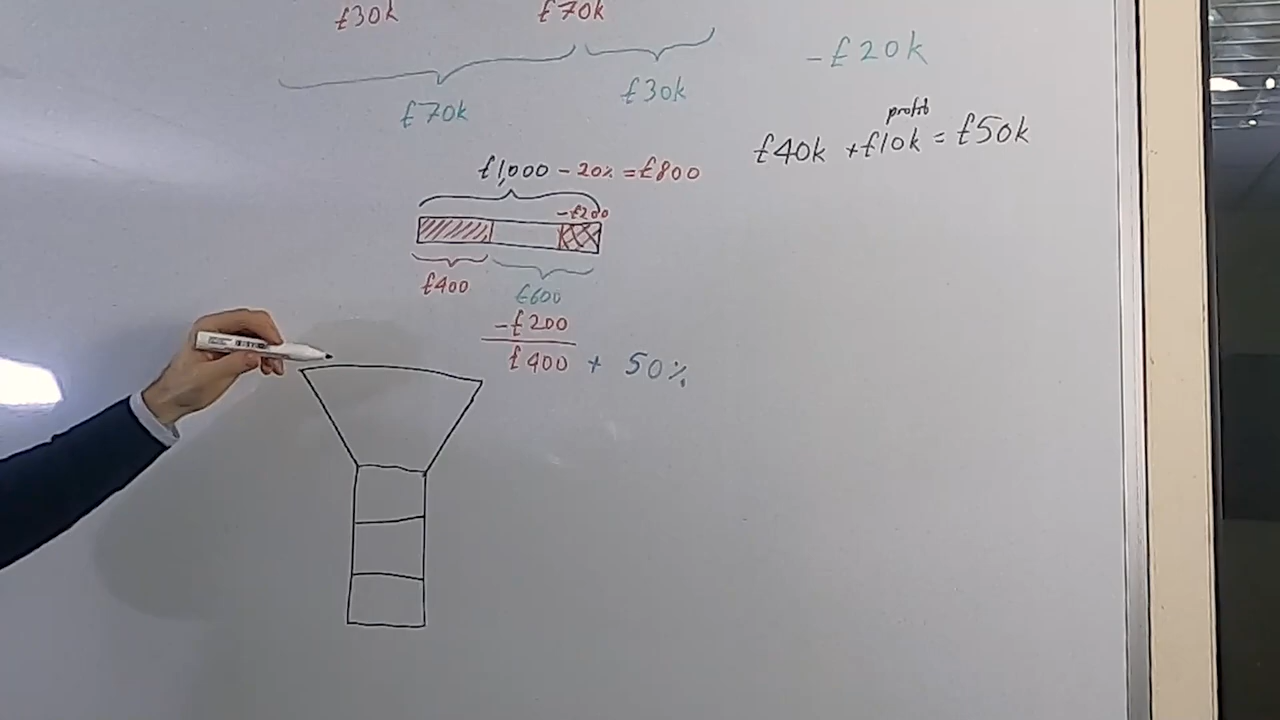 £30k £70k
£70k £30k
-£20k
profit
£40k + £10k = £50k
£1,000 - 20% = £800
-£200
£400 £600
-£200
£400 + 50%